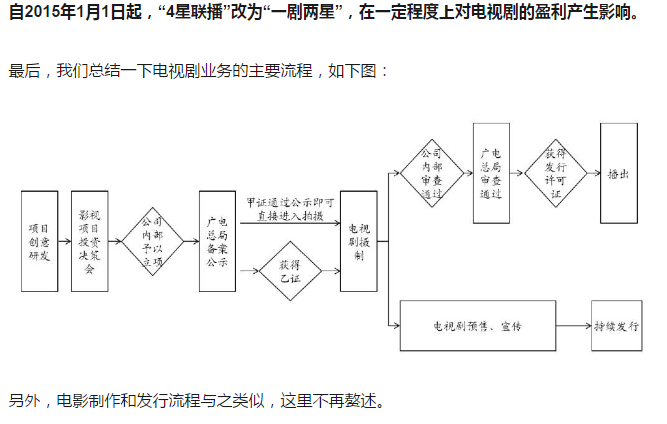 自2015年1月1日起，“4星联播”改为“一剧两星”，在一定程度上对电视剧的盈利产生影响。
最后，我们总结一下电视剧业务的主要流程，如下图：
项目
创意
研发
影视
项目
投资
决策
会
公司
内部
予以
立项
广电
总局
备案
公示
甲证通过公示即可
直接进入拍摄
获得
乙证
电视
剧摄
制
公司
内部
审查
通过
广电
总局
审查
通过
获得
发行
许可
证
播出
电视剧预售、宣传
持续发行
另外，电影制作和发行流程与之类似，这里不再赘述。